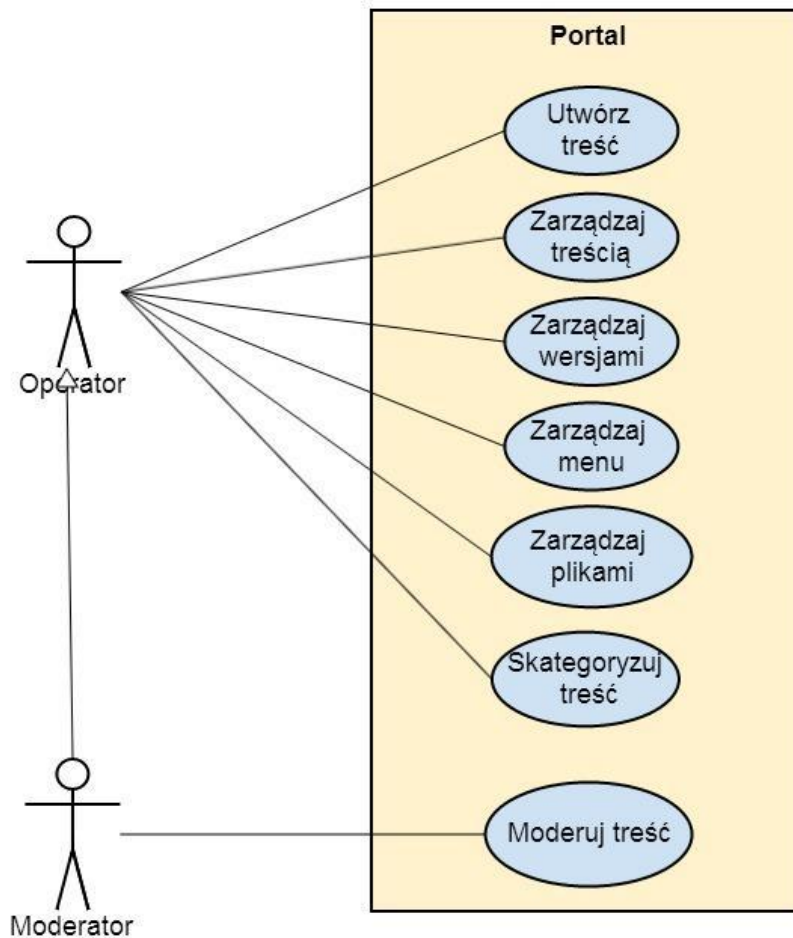 Portal
Utwórz
treść
Zarządzaj
treścią
Zarządzaj
wersjami
Zarządzaj
menu
Zarządzaj
plikami
Skategoryzuj
treść
Moderuj treść
Operator
Moderator